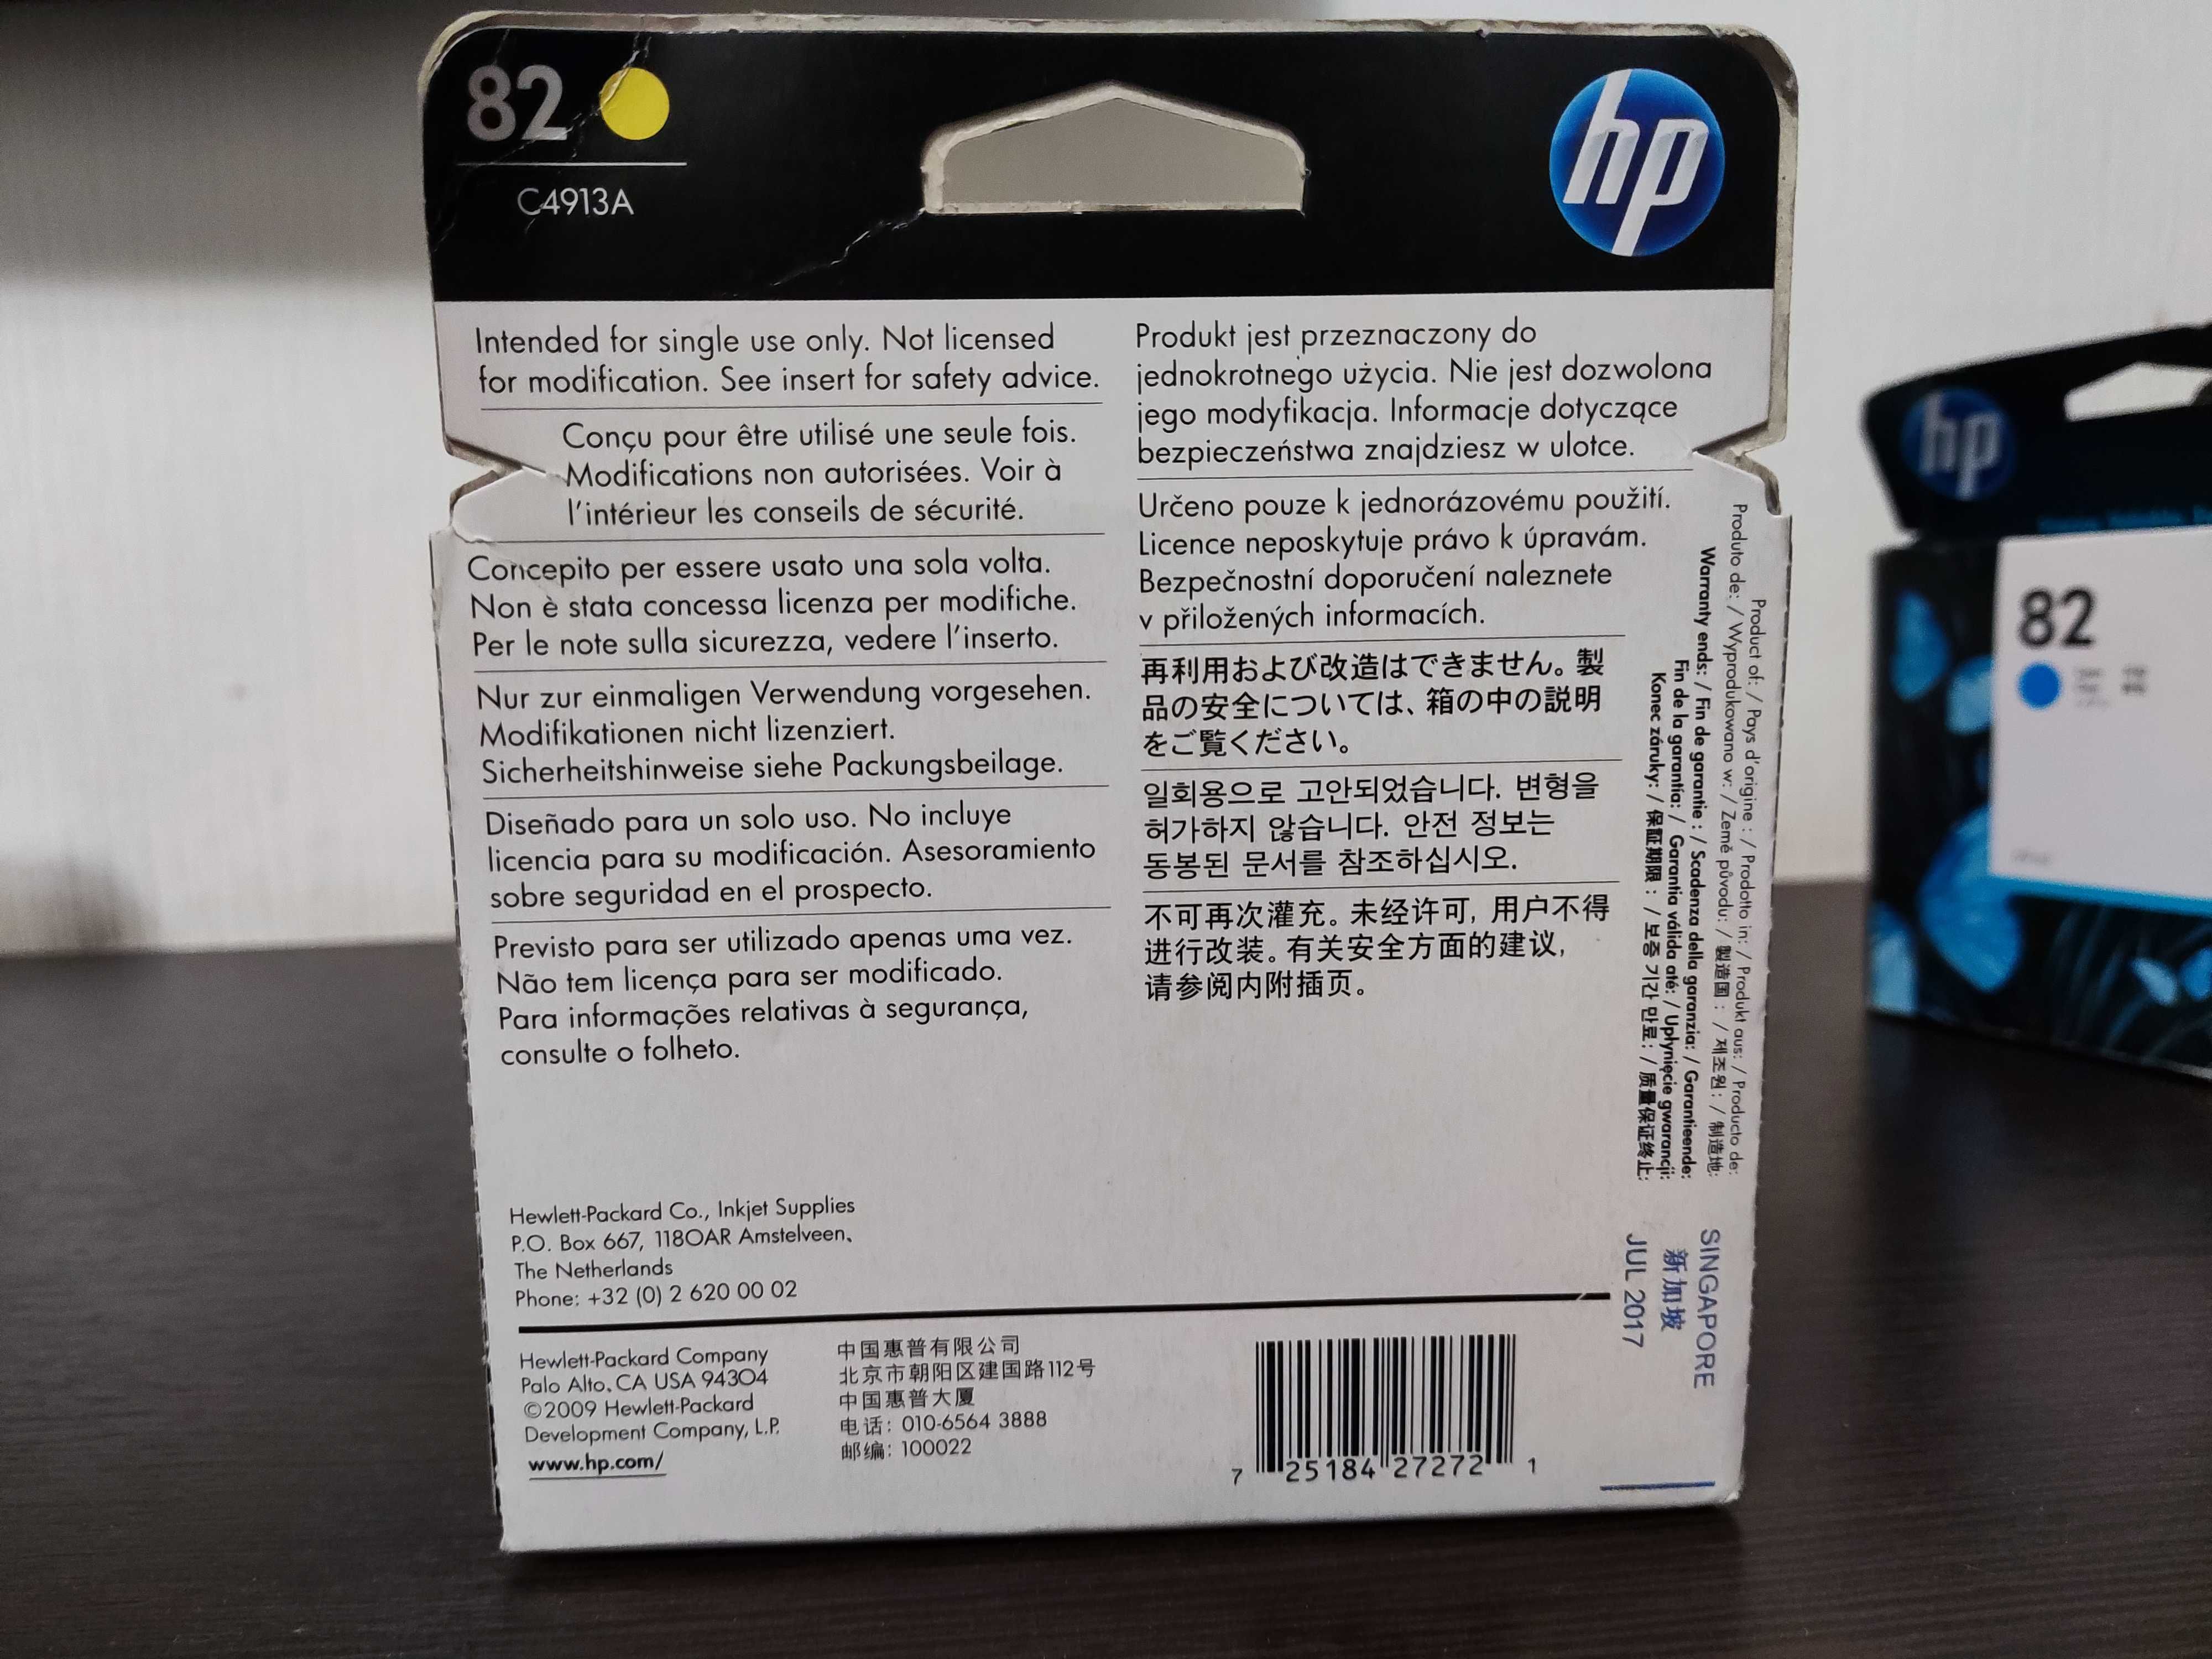 82
C4913A
hp
Intended for single use only. Not licensed
for modification. See insert for safety advice.
Conçu pour être utilisé une seule fois.
Modifications non autorisées. Voir à
l'intérieur les conseils de sécurité.
Concepito per essere usato una sola volta.
Non è stata concessa licenza per modifiche.
Per le note sulla sicurezza, vedere l'inserto.
Nur zur einmaligen Verwendung vorgesehen.
Modifikationen nicht lizenziert.
Sicherheitshinweise siehe Packungsbeilage.
Diseñado para un solo uso. No incluye
licencia para su modificación. Asesoramiento
sobre seguridad en el prospecto.
Previsto para ser utilizado apenas uma vez.
Não tem licença para ser modificado.
Para informações relativas à segurança,
consulte o folheto.
Produkt jest przeznaczony do
jednokrotnego użycia. Nie jest dozwolona
jego modyfikacja. Informacje dotyczące
bezpieczeństwa znajdziesz w ulotce.
Určeno pouze k jednorázovému použití.
Licence neposkytuje právo k úpravám.
Bezpečnostní doporučení naleznete
v přiložených informacích.
再利用および改造はできません。製
品の安全については、箱の中の説明
をご覧ください。
일회용으로 고안되었습니다. 변형을
허가하지 않습니다. 안전 정보는
동봉된 문서를 참조하십시오.
不可再次灌充。未经许可, 用户不得
进行改装。有关安全方面的建议,
请参阅内附插页。
Product of: / Pays d'origine : / Prodotto in: / Produkt aus: / Producto de:
Produto de: / Wyprodukowano w: / Země původu: / 製造国 : / 제조원 : / 制造地:
Warranty ends: / Fin de garantie : / Scadenza della garanzia: / Garantieende:
Fin de la garantía: / Garantia válida até: / Upłynięcie gwarancji:
Konec záruky: / 保証期限 : / 보증 기간 만료 : / 质量保证终止:
SINGAPORE
新加坡
JUL 2017
Hewlett-Packard Co., Inkjet Supplies
P.O. Box 667, 1180AR Amstelveen,
The Netherlands
Phone: +32 (0) 2 620 00 02
Hewlett-Packard Company
Palo Alto, CA USA 94304
©2009 Hewlett-Packard
Development Company, L.P.
www.hp.com/
中国惠普有限公司
北京市朝阳区建国路112号
中国惠普大厦
电话: 010-6564 3888
邮编: 100022
7 25184 27272 1
hp
82